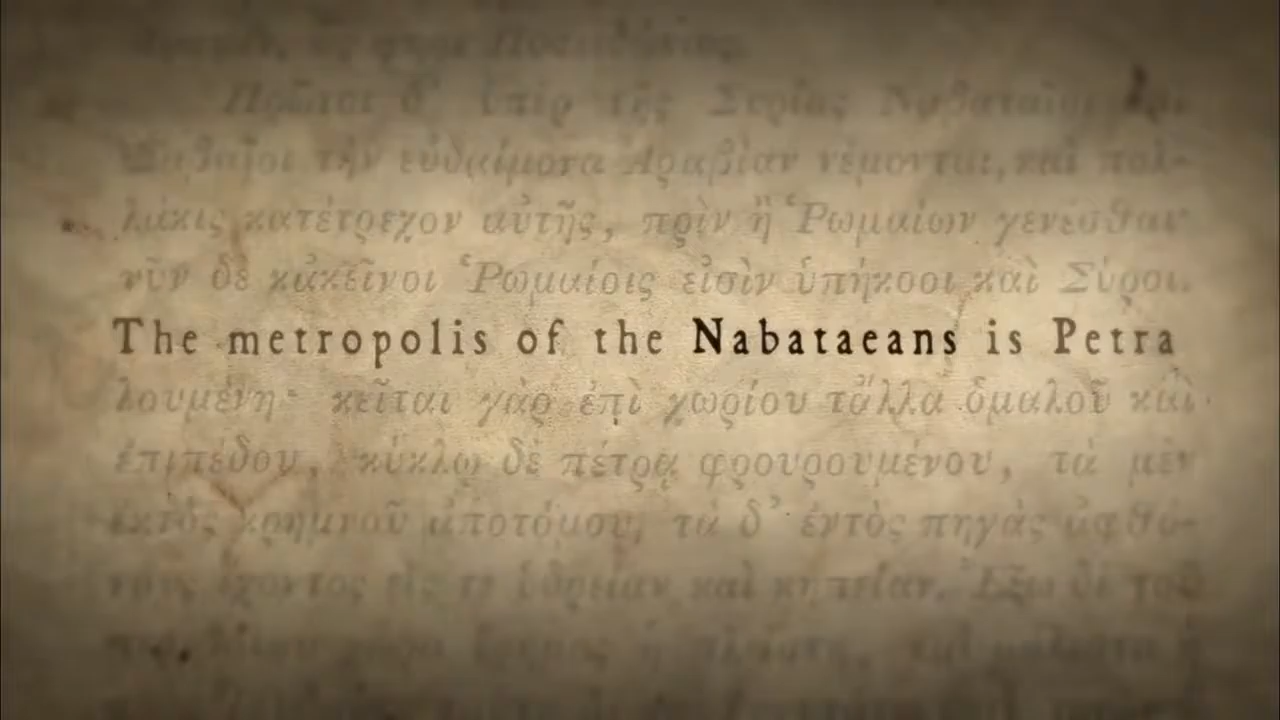 Πρῶτοι δ' ὑπὲρ τῆς Συρίας Ναβαταῖοι καὶ
Σαβαῖοι τὴν εὐδαίμονα Ἀραβίαν νέμονται, καὶ πολ-
λάκις κατέτρεχον αὐτῆς, πρὶν ἢ Ῥωμαίων γενέσθαι·
νῦν δὲ κἀκεῖνοι Ῥωμαίοις εἰσὶν ὑπήκοοι καὶ Σύροι.
The metropolis of the Nabataeans is Petra
λουμένη· κεῖται γὰρ ἐπὶ χωρίου τἆλλα ὁμαλοῦ καὶ
ἐπιπέδου, κύκλῳ δὲ πέτρᾳ φρουρουμένου, τὰ μὲν
ἐκτὸς κρημνοῦ ἀποτόμου, τὰ δ' ἐντὸς πηγὰς ἀφθό-
νους ἔχοντος εἴς τε ὑδρείαν καὶ κηπείαν. Ἔξω δὲ τοῦ